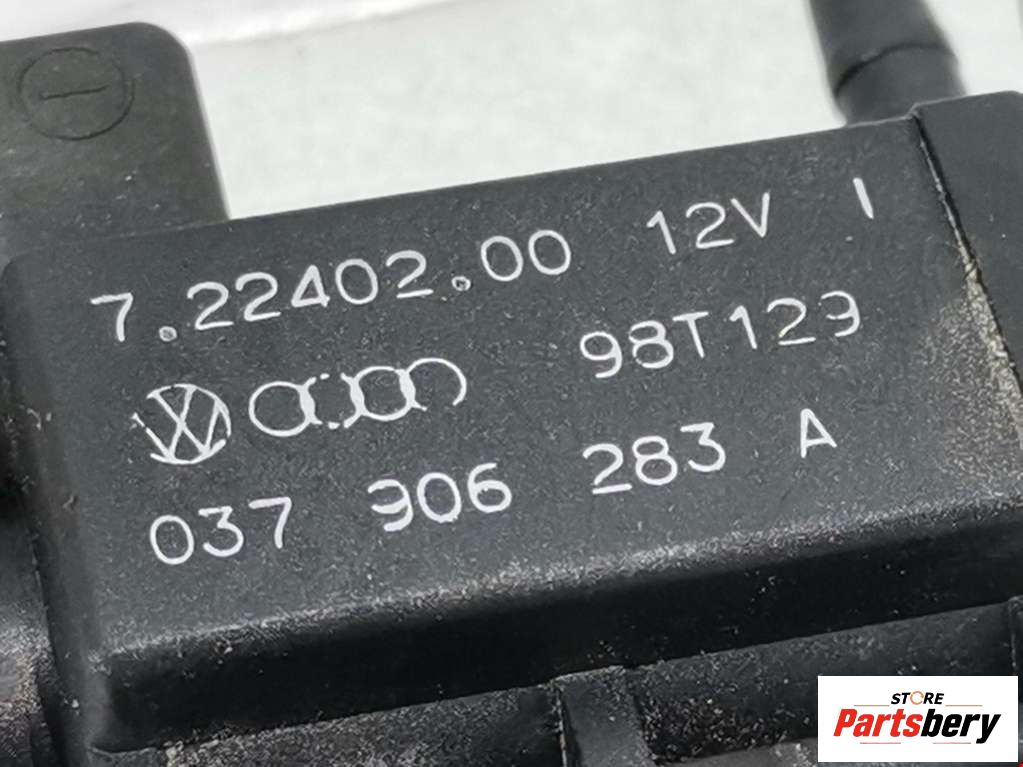 7.22402.00 12V I
98T129
037 906 283 A
STORE
Partsbery